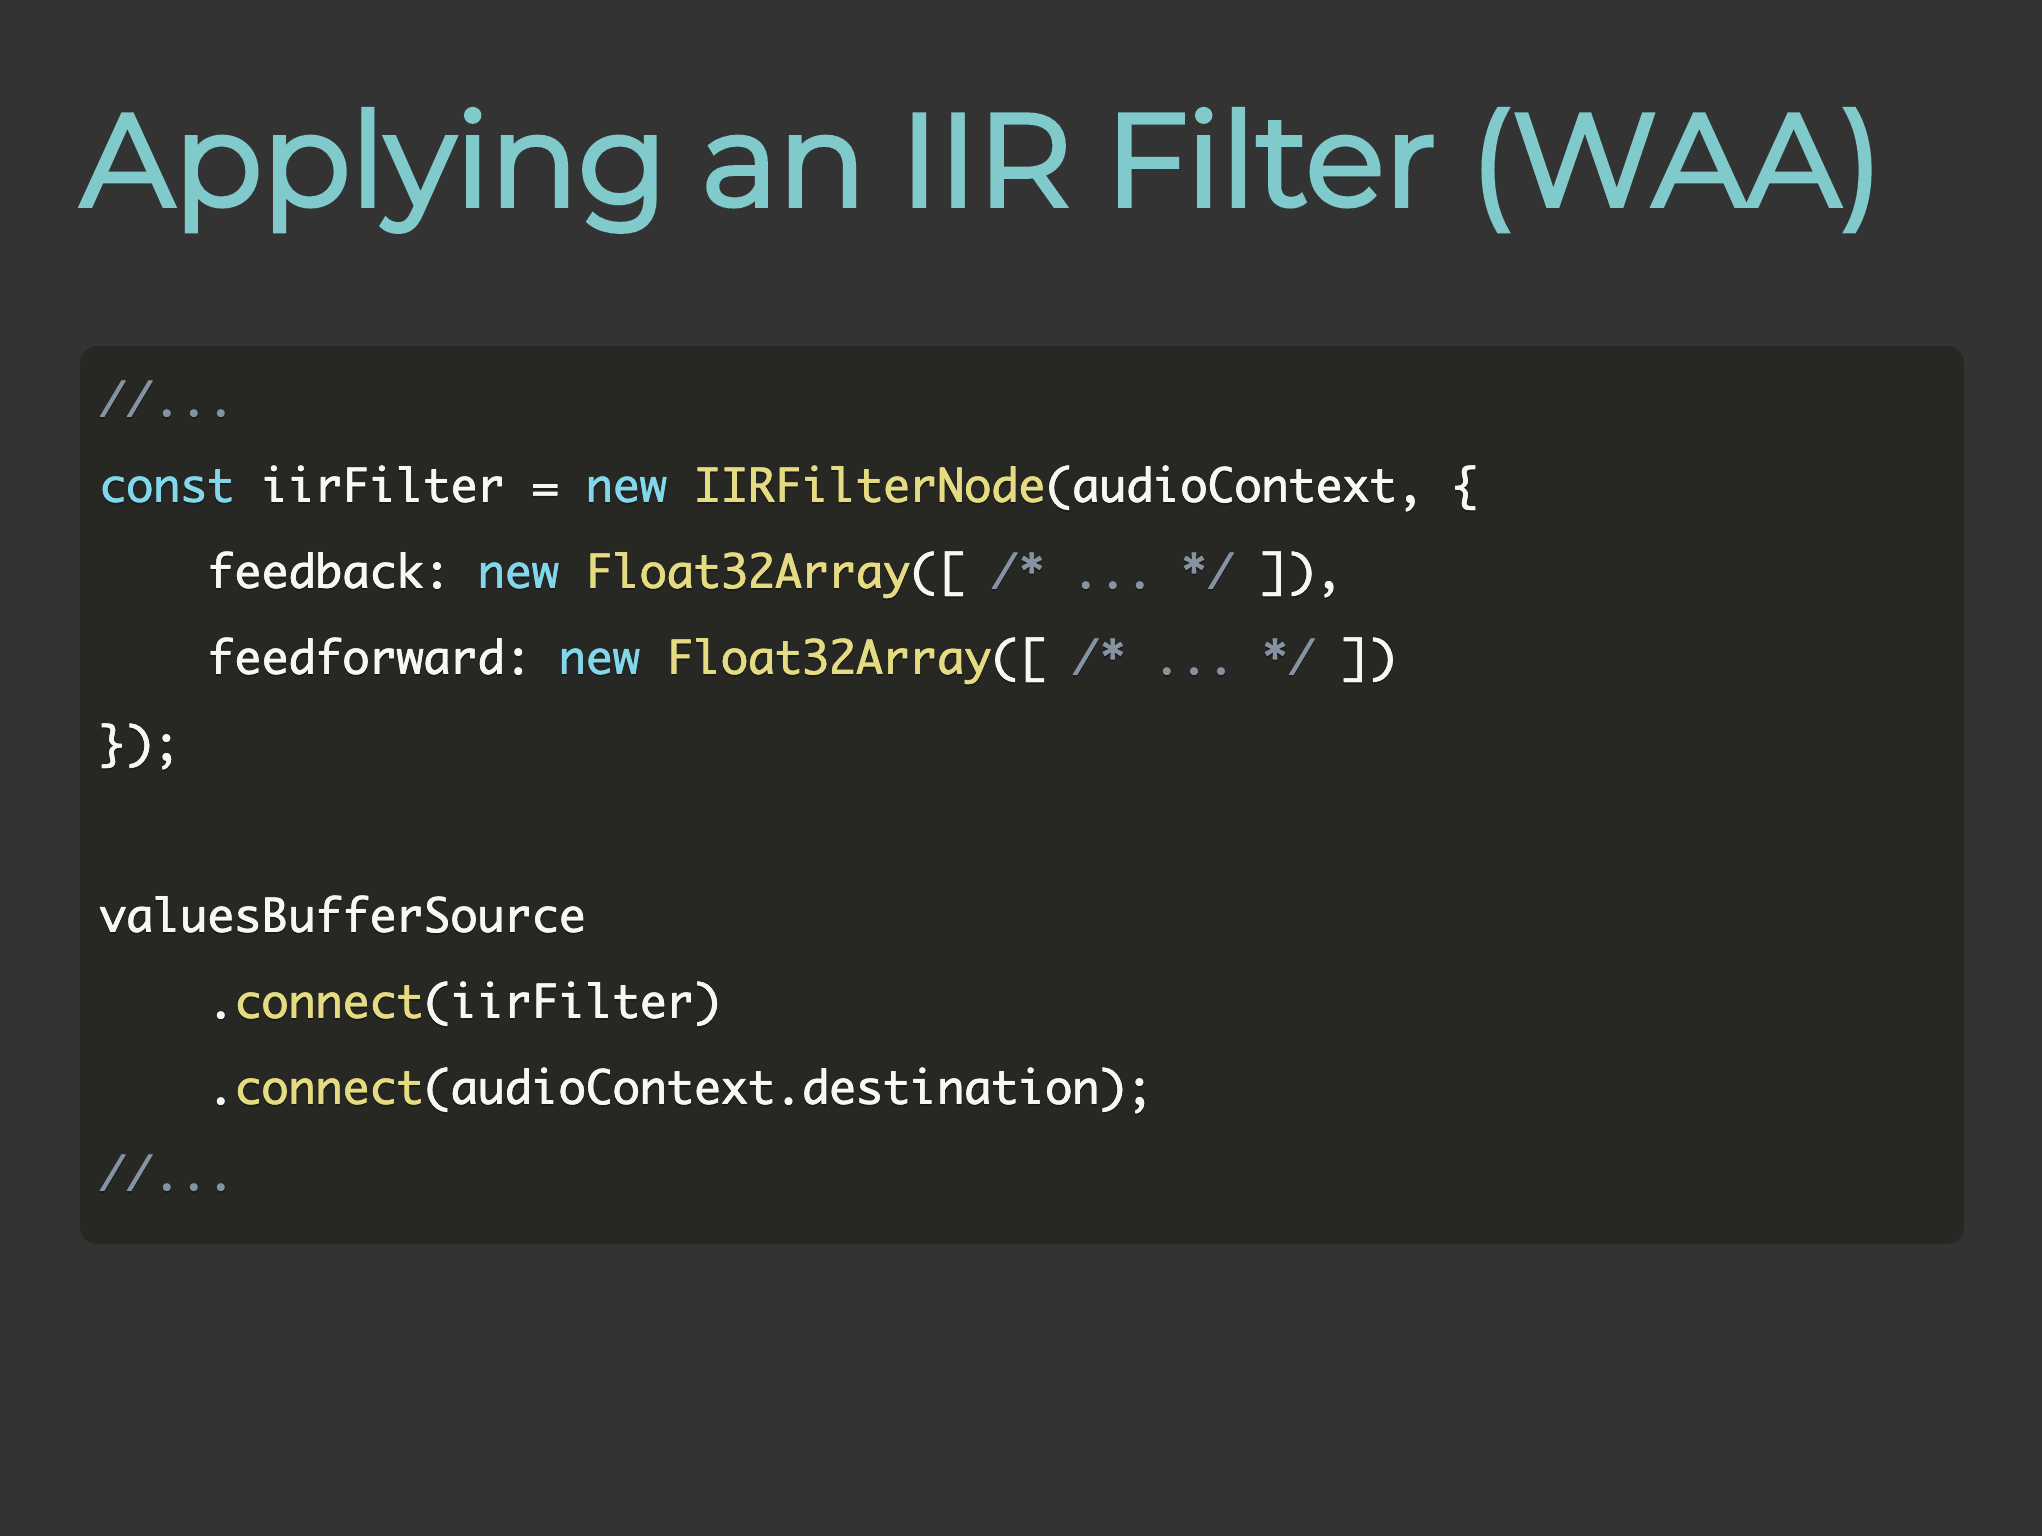 Applying an IIR Filter (WAA)
//...
const iirFilter = new IIRFilterNode(audioContext, {
    feedback: new Float32Array([ /* ... */ ]),
    feedforward: new Float32Array([ /* ... */ ])
});

valuesBufferSource
    .connect(iirFilter)
    .connect(audioContext.destination);
//...